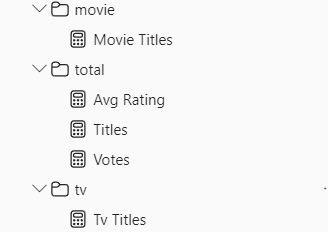 movie
Movie Titles
total
Avg Rating
Titles
Votes
tv
Tv Titles